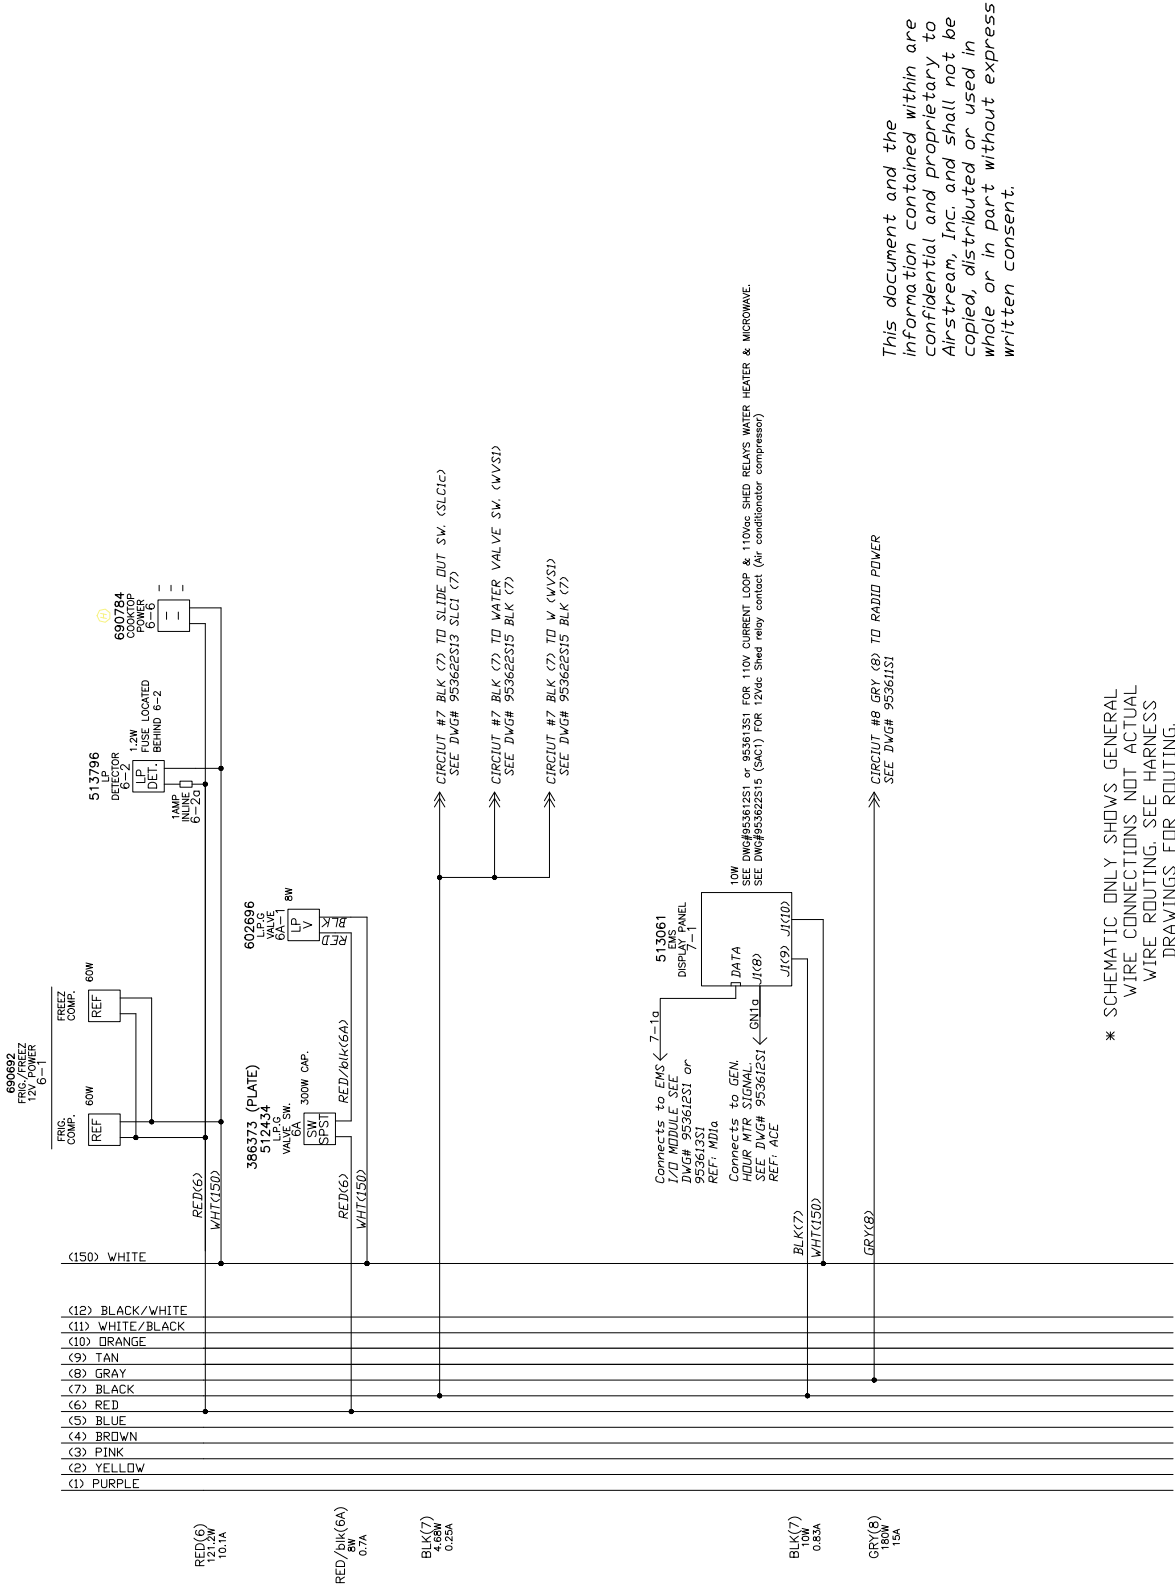 This document and the
information contained within are
confidential and proprietary to
Airstream, Inc. and shall not be
copied, distributed or used in
whole or in part without express
written consent.
690692
FRIG./FREEZ
12V POWER
6-1
FRIG.
COMP.
REF
60W
FREEZ
COMP.
REF
60W
513796
LP
DETECTOR
6-2
LP
DET.
1.2W
FUSE LOCATED
BEHIND 6-2
1AMP
INLINE
6-2a
H
690784
COOKTOP
POWER
6-6
RED(6)
WHT(150)
386373 (PLATE)
512434
L.P.G
VALVE SW.
6A
SW
SPST
300W CAP.
RED/blk(6A)
602696
L.P.G
VALVE
6A-1
LP
V
8W
RED
BLK
RED(6)
WHT(150)
CIRCIUT #7 BLK (7) TO SLIDE OUT SW. (SLC1c)
SEE DWG# 953622S13 SLC1 (7)
CIRCIUT #7 BLK (7) TO WATER VALVE SW. (WVS1)
SEE DWG# 953622S15 BLK (7)
CIRCIUT #7 BLK (7) TO W (WVS1)
SEE DWG# 953622S15 BLK (7)
513061
EMS
DISPLAY PANEL
7-1
10W
SEE DWG#953612S1 or 953613S1 FOR 110V CURRENT LOOP & 110Vac SHED RELAYS WATER HEATER & MICROWAVE.
SEE DWG#953622S15 (SAC1) FOR 12Vdc Shed relay contact (Air conditionator compressor)
DATA
J1(8)
J1(9)
J1(10)
7-1a
GN1a
Connects to EMS
I/O MODULE SEE
DWG# 953612S1 or
953613S1
REF: MD1a
Connects to GEN.
HOUR MTR SIGNAL.
SEE DWG# 953612S1
REF: ACE
BLK(7)
WHT(150)
GRY(8)
CIRCIUT #8 GRY (8) TO RADIO POWER
SEE DWG# 953611S1
(150) WHITE
(12) BLACK/WHITE
(11) WHITE/BLACK
(10) ORANGE
(9) TAN
(8) GRAY
(7) BLACK
(6) RED
(5) BLUE
(4) BROWN
(3) PINK
(2) YELLOW
(1) PURPLE
RED(6)
121.2W
10.1A
RED/blk(6A)
8W
0.7A
BLK(7)
4.68W
0.25A
BLK(7)
10W
0.83A
GRY(8)
180W
15A
* SCHEMATIC ONLY SHOWS GENERAL
WIRE CONNECTIONS NOT ACTUAL
WIRE ROUTING. SEE HARNESS
DRAWINGS FOR ROUTING.